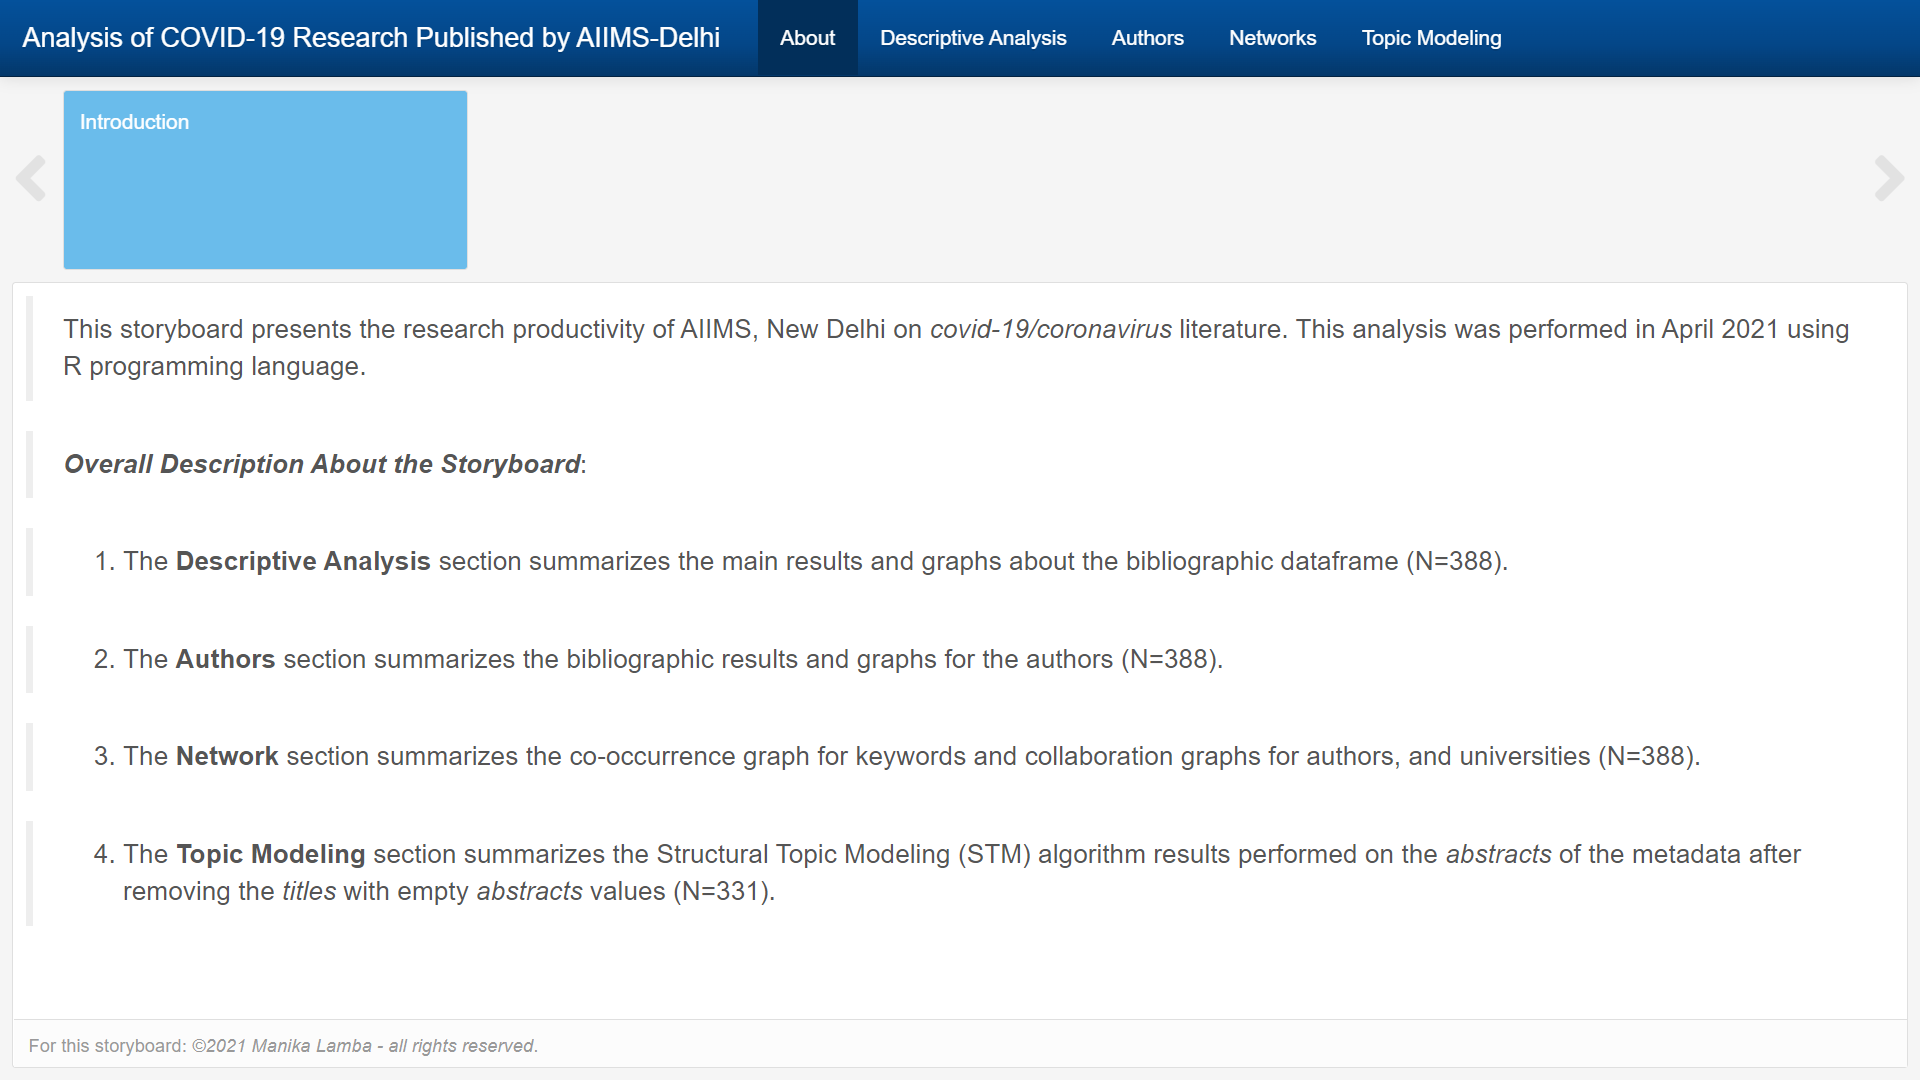 Analysis of COVID-19 Research Published by AIIMS-Delhi
About
Descriptive Analysis
Authors
Networks
Topic Modeling
Introduction
This storyboard presents the research productivity of AIIMS, New Delhi on covid-19/coronavirus literature. This analysis was performed in April 2021 using
R programming language.
Overall Description About the Storyboard:
1. The Descriptive Analysis section summarizes the main results and graphs about the bibliographic dataframe (N=388).
2. The Authors section summarizes the bibliographic results and graphs for the authors (N=388).
3. The Network section summarizes the co-occurrence graph for keywords and collaboration graphs for authors, and universities (N=388).
4. The Topic Modeling section summarizes the Structural Topic Modeling (STM) algorithm results performed on the abstracts of the metadata after
removing the titles with empty abstracts values (N=331).
For this storyboard: ©2021 Manika Lamba - all rights reserved.